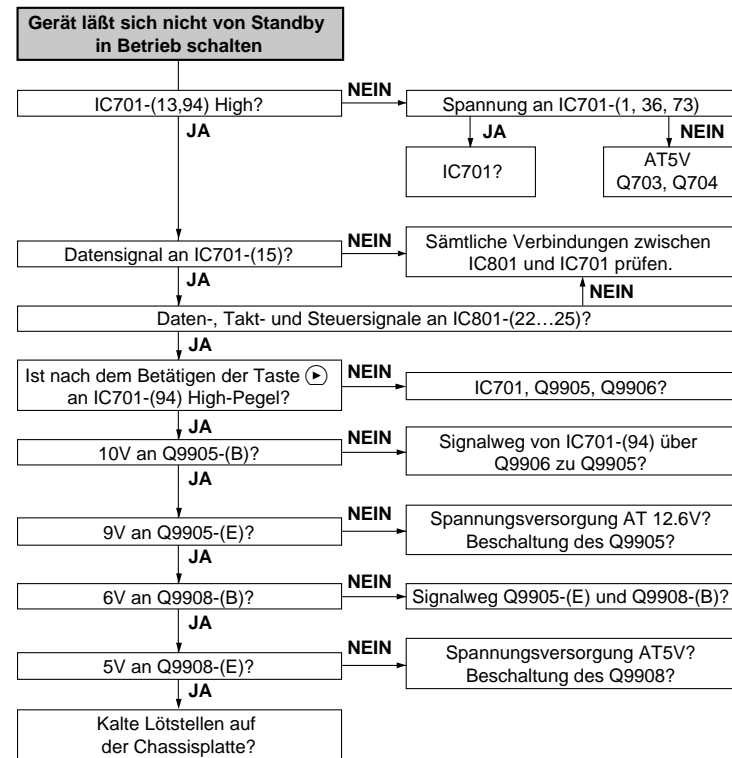 Gerät läßt sich nicht von Standby
in Betrieb schalten
IC701-(13,94) High?
NEIN
Spannung an IC701-(1, 36, 73)
JA
JA
NEIN
IC701?
AT5V
Q703, Q704
Datensignal an IC701-(15)?
NEIN
Sämtliche Verbindungen zwischen
IC801 und IC701 prüfen.
JA
NEIN
Daten-, Takt- und Steuersignale an IC801-(22…25)?
JA
Ist nach dem Betätigen der Taste
an IC701-(94) High-Pegel?
NEIN
IC701, Q9905, Q9906?
JA
10V an Q9905-(B)?
NEIN
Signalweg von IC701-(94) über
Q9906 zu Q9905?
JA
9V an Q9905-(E)?
NEIN
Spannungsversorgung AT 12.6V?
Beschaltung des Q9905?
JA
6V an Q9908-(B)?
NEIN
Signalweg Q9905-(E) und Q9908-(B)?
JA
5V an Q9908-(E)?
NEIN
Spannungsversorgung AT5V?
Beschaltung des Q9908?
JA
Kalte Lötstellen auf
der Chassisplatte?